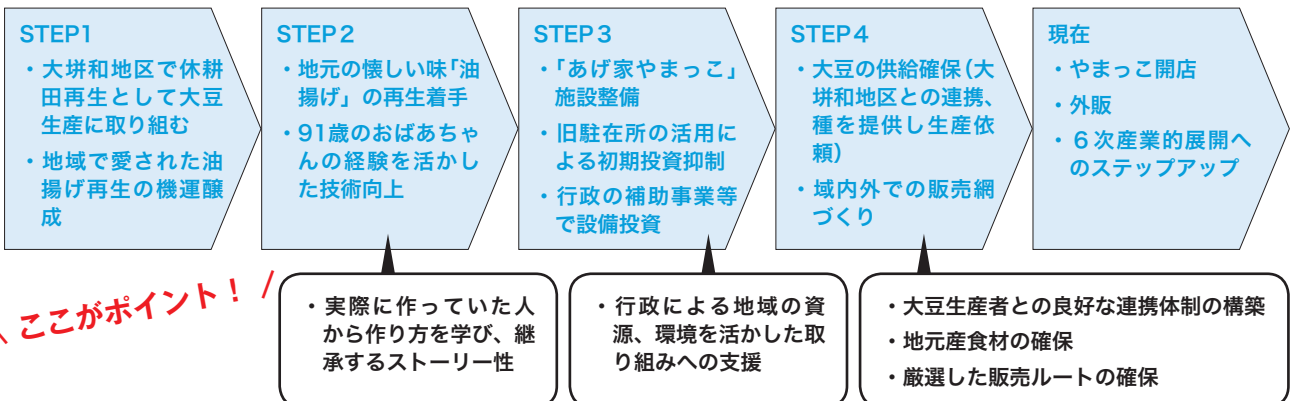 STEP1
・大垪和地区で休耕
田再生として大豆
生産に取り組む
・地域で愛された油
揚げ再生の機運醸
成
STEP2
・地元の懐しい味「油
揚げ」の再生着手
・91歳のおばあちゃ
んの経験を活かし
た技術向上
STEP3
・「あげ家やまっこ」
施設整備
・旧駐在所の活用に
よる初期投資抑制
・行政の補助事業等
で設備投資
STEP4
・大豆の供給確保(大
垪和地区との連携、
種を提供し生産依
頼)
・域内外での販売網
づくり
現在
・やまっこ開店
・外販
・6次産業的展開へ
のステップアップ
ここがポイント!
・実際に作っていた人
から作り方を学び、継
承するストーリー性
・行政による地域の資
源、環境を活かした取
り組みへの支援
・大豆生産者との良好な連携体制の構築
・地元産食材の確保
・厳選した販売ルートの確保